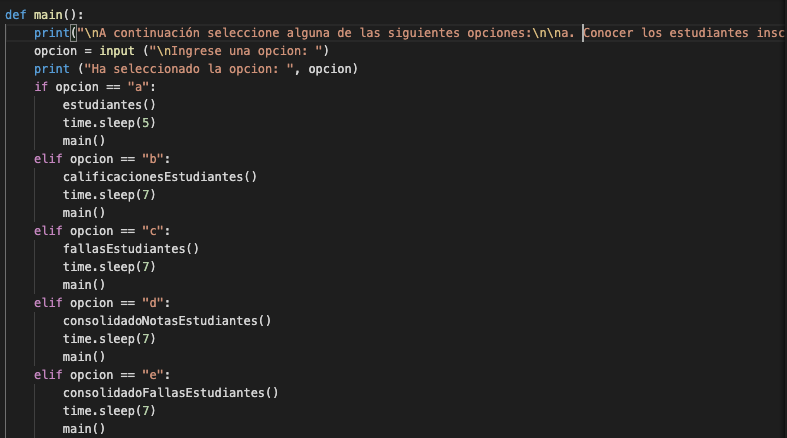 def main():
print("\nA continuación seleccione alguna de las siguientes opciones:\n\na. Conocer los estudiantes insc
opcion = input ("\nIngrese una opcion: ")
print ("Ha seleccionado la opcion: ", opcion)
if opcion == "a":
estudiantes()
time.sleep(5)
main()
elif opcion == "b":
calificacionesEstudiantes()
time.sleep(7)
main()
elif opcion == "c":
fallasEstudiantes()
time.sleep(7)
main()
elif opcion == "d":
consolidadoNotasEstudiantes()
time.sleep(7)
main()
elif opcion == "e":
consolidadoFallasEstudiantes()
time.sleep(7)
main()